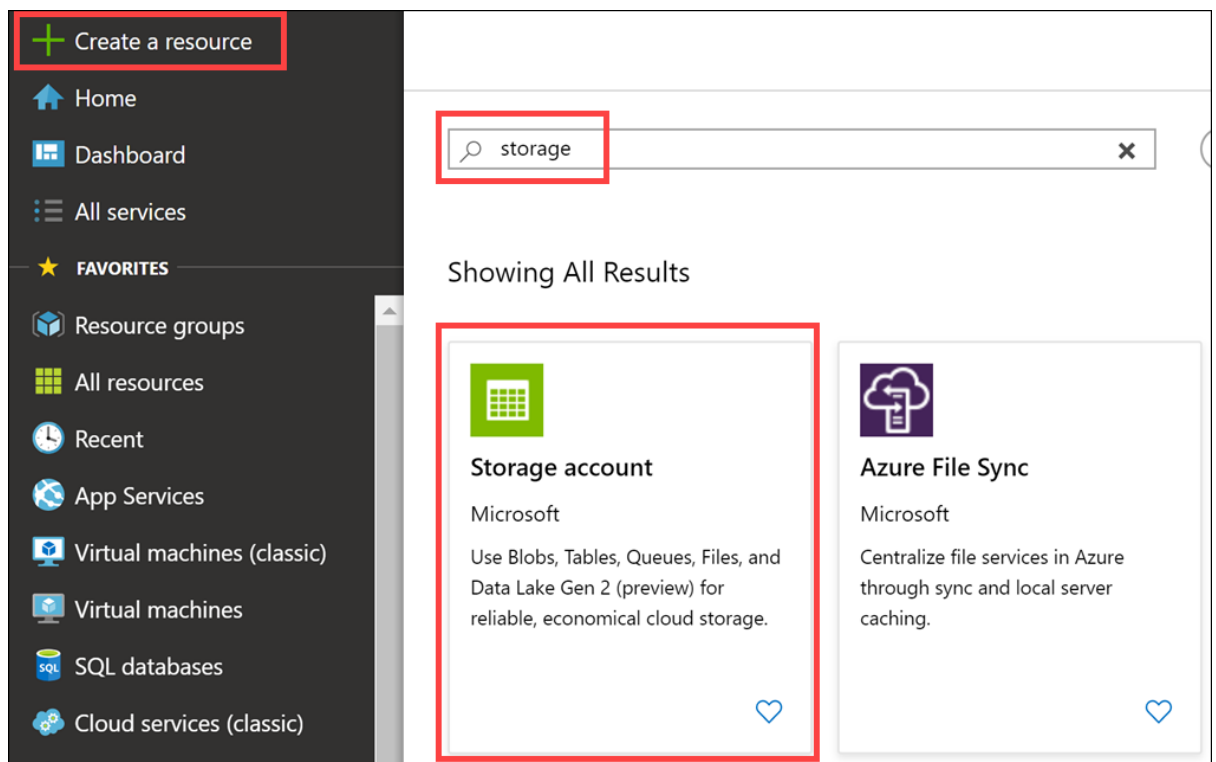 Create a resource
Home
Dashboard
All services
FAVORITES
Resource groups
All resources
Recent
App Services
Virtual machines (classic)
Virtual machines
SQL
SQL databases
Cloud services (classic)
storage
Showing All Results
Storage account
Microsoft
Use Blobs, Tables, Queues, Files, and
Data Lake Gen 2 (preview) for
reliable, economical cloud storage.
Azure File Sync
Microsoft
Centralize file services in Azure
through sync and local server
caching.